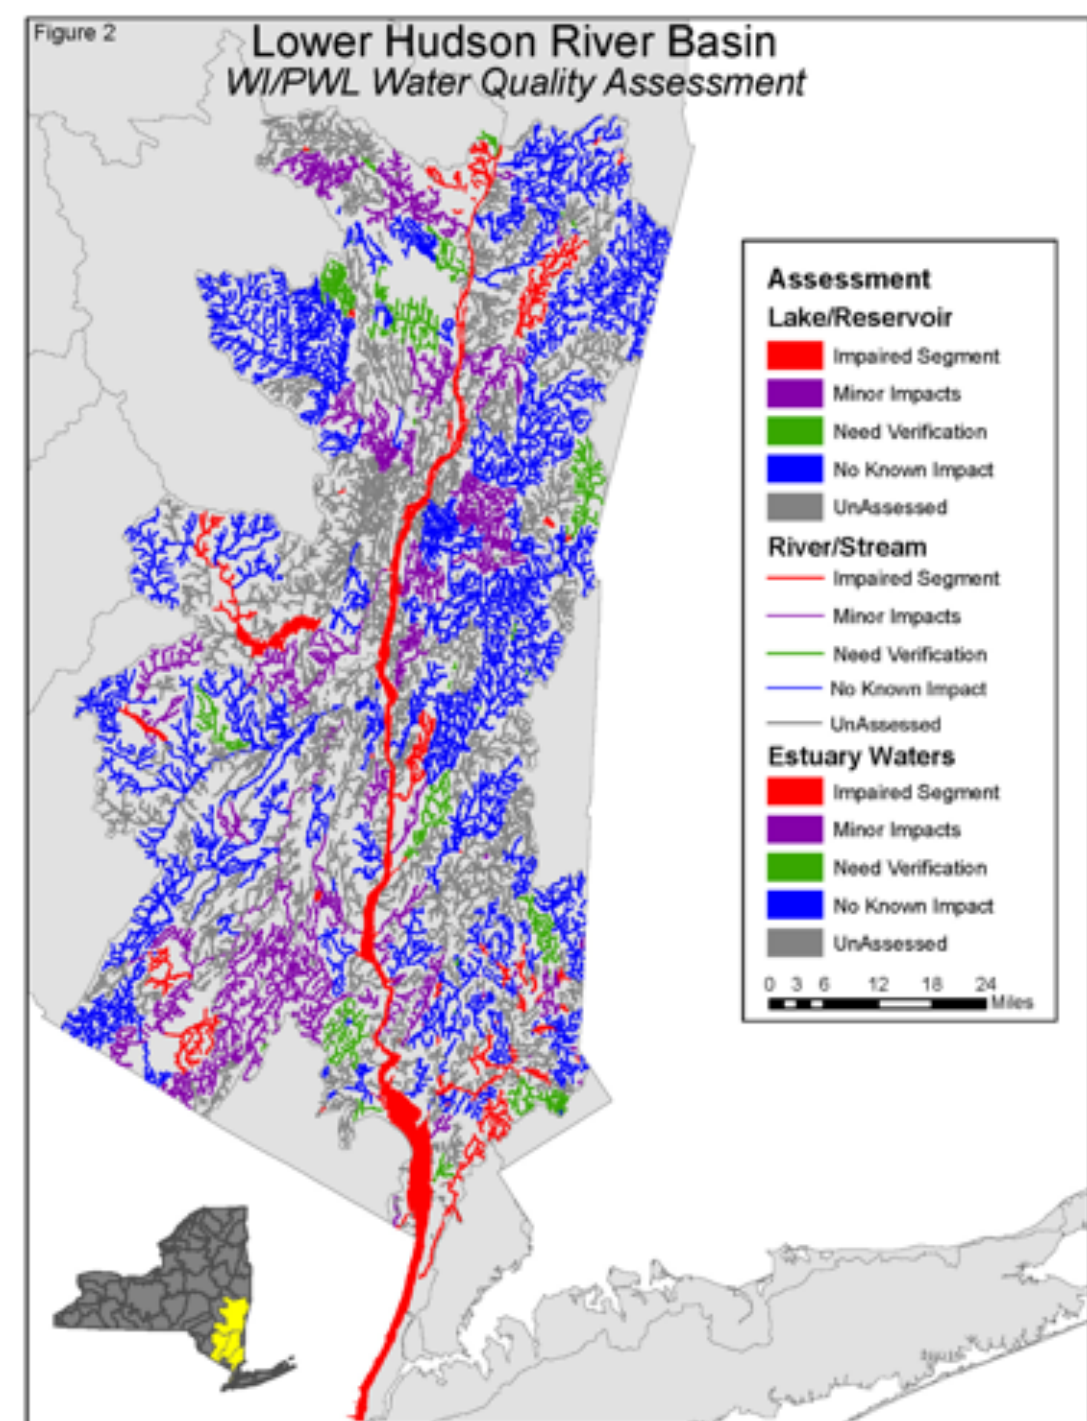 Figure 2
Lower Hudson River Basin
WI/PWL Water Quality Assessment
Assessment
Lake/Reservoir
Impaired Segment
Minor Impacts
Need Verification
No Known Impact
UnAssessed
River/Stream
Impaired Segment
Minor Impacts
Need Verification
No Known Impact
UnAssessed
Estuary Waters
Impaired Segment
Minor Impacts
Need Verification
No Known Impact
UnAssessed
0 3 6 12 18 24
Miles